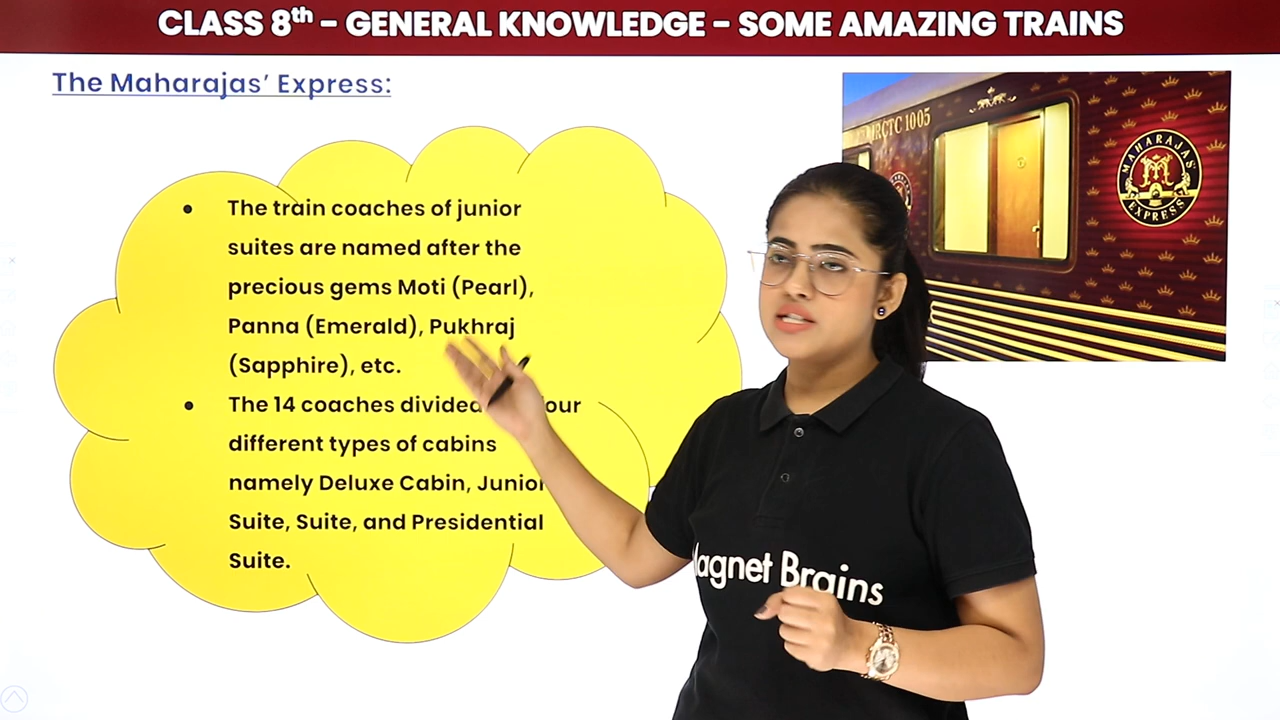 CLASS 8th – GENERAL KNOWLEDGE – SOME AMAZING TRAINS
The Maharajas’ Express:
IRCTC 1005
MAHARAJAS'
M
EXPRESS
• The train coaches of junior
suites are named after the
precious gems Moti (Pearl),
Panna (Emerald), Pukhraj
(Sapphire), etc.
• The 14 coaches divided
different types of cabins
namely Deluxe Cabin, Junior
Suite, Suite, and Presidential
Suite.
Magnet Brains